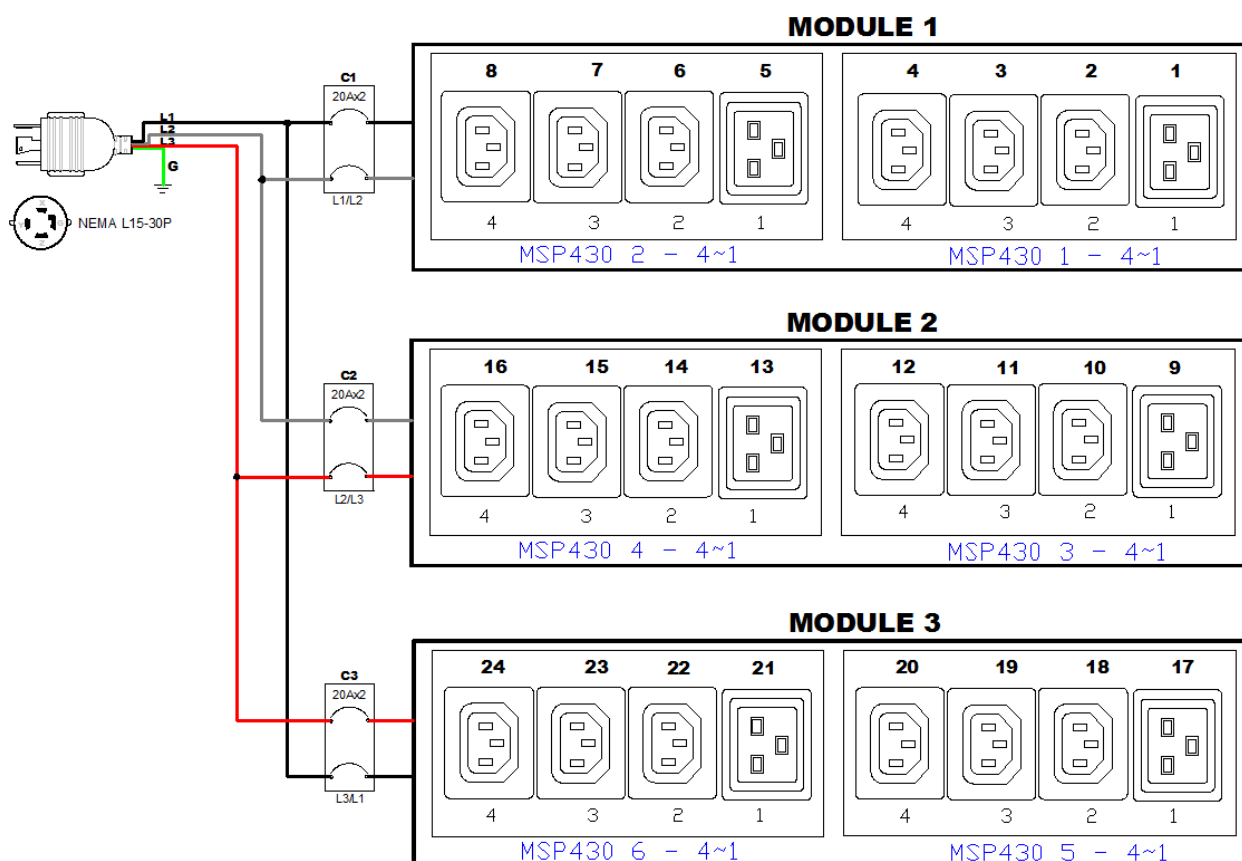 MODULE 1
C1
20Ax2
L1/L2
L1
L2
L3
G
NEMA L15-30P
X
Y
G
Z
8 7 6 5 4 3 2 1
4 3 2 1 4 3 2 1
MSP430 2 - 4~1 MSP430 1 - 4~1
MODULE 2
C2
20Ax2
L2/L3
16 15 14 13 12 11 10 9
4 3 2 1 4 3 2 1
MSP430 4 - 4~1 MSP430 3 - 4~1
MODULE 3
C3
20Ax2
L3/L1
24 23 22 21 20 19 18 17
4 3 2 1 4 3 2 1
MSP430 6 - 4~1 MSP430 5 - 4~1